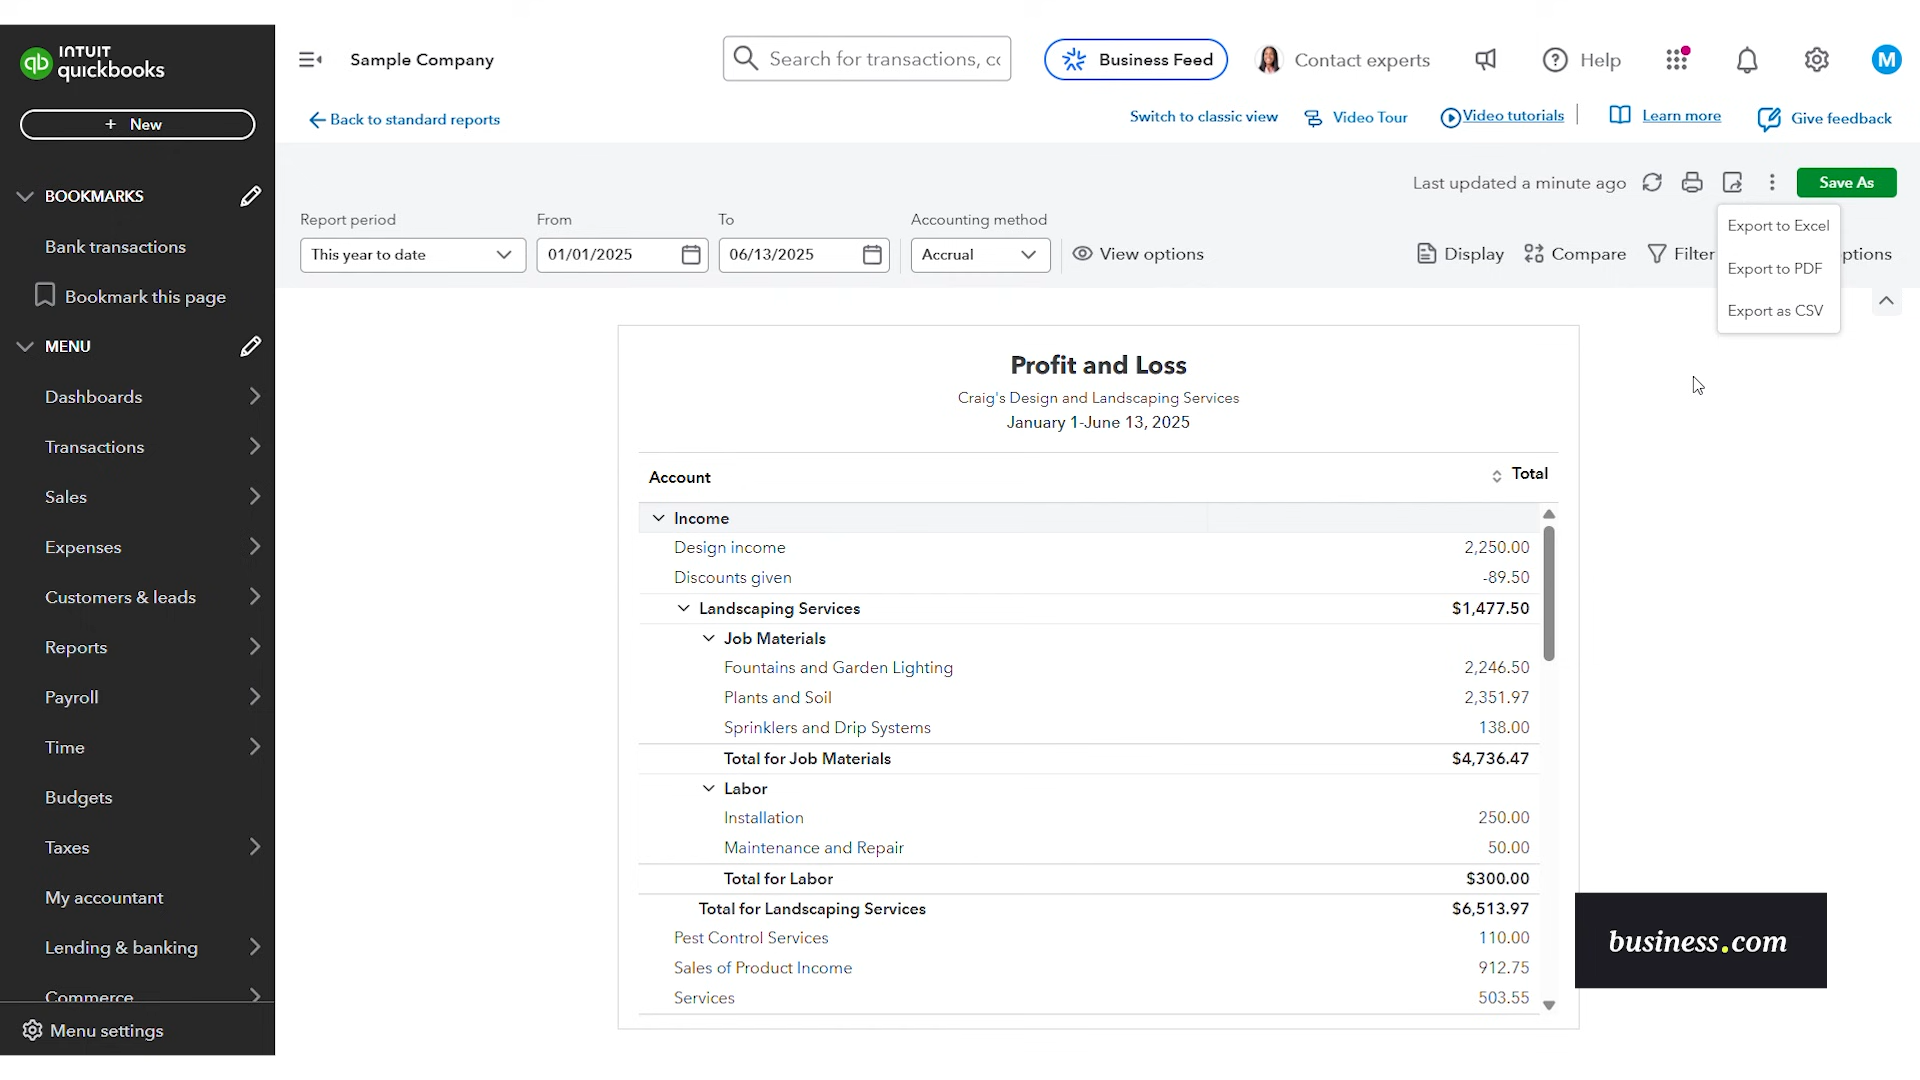 INTUIT
quickbooks
Sample Company
Search for transactions, cc
Business Feed
Contact experts
Help
M
+ New
Back to standard reports
Switch to classic view
Video Tour
Video tutorials
Learn more
Give feedback
BOOKMARKS
Bank transactions
Bookmark this page
MENU
Dashboards
Transactions
Sales
Expenses
Customers & leads
Reports
Payroll
Time
Budgets
Taxes
My accountant
Lending & banking
Commerce
Menu settings
Last updated a minute ago
Save As
Report period
From
To
Accounting method
This year to date
01/01/2025
06/13/2025
Accrual
View options
Display
Compare
Filter
ptions
Export to Excel
Export to PDF
Export as CSV
Profit and Loss
Craig's Design and Landscaping Services
January 1-June 13, 2025
Account Total
Income
Design income 2,250.00
Discounts given -89.50
Landscaping Services $1,477.50
Job Materials
Fountains and Garden Lighting 2,246.50
Plants and Soil 2,351.97
Sprinklers and Drip Systems 138.00
Total for Job Materials $4,736.47
Labor
Installation 250.00
Maintenance and Repair 50.00
Total for Labor $300.00
Total for Landscaping Services $6,513.97
Pest Control Services 110.00
Sales of Product Income 912.75
Services 503.55
business.com